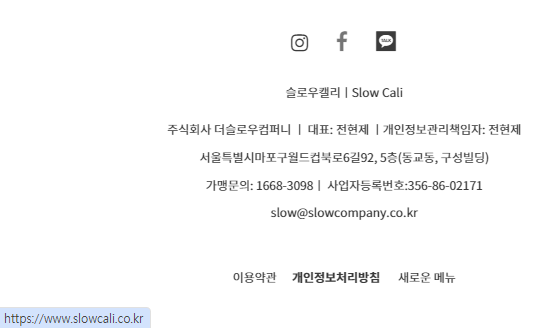 TALK
슬로우캘리 | Slow Cali
주식회사 더슬로우컴퍼니 | 대표: 전현제 | 개인정보관리책임자: 전현제
서울특별시마포구월드컵북로6길92, 5층(동교동, 구성빌딩)
가맹문의: 1668-3098 | 사업자등록번호:356-86-02171
slow@slowcompany.co.kr
이용약관 개인정보처리방침 새로운 메뉴
https://www.slowcali.co.kr